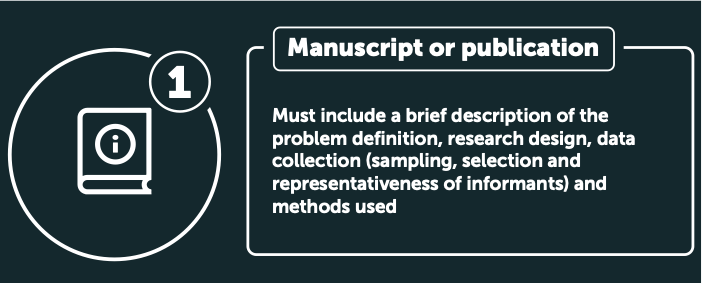 1
Manuscript or publication
Must include a brief description of the
problem definition, research design, data
collection (sampling, selection and
representativeness of informants) and
methods used